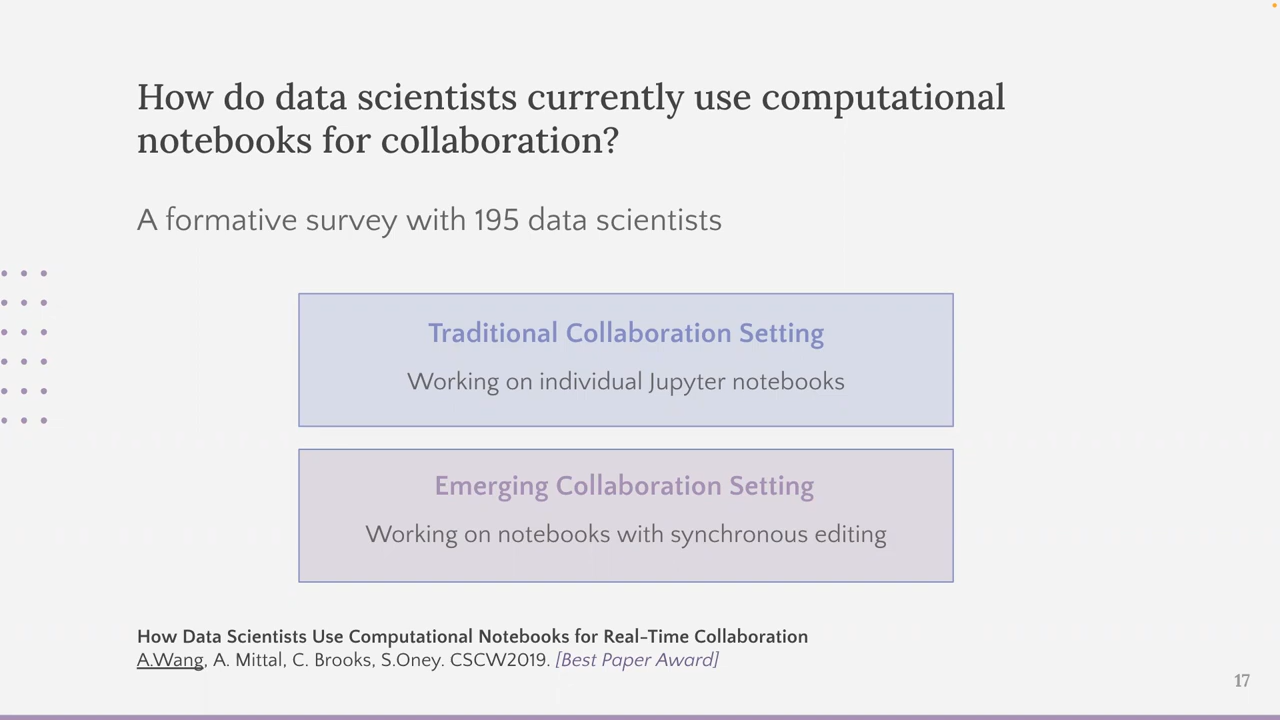 How do data scientists currently use computational
notebooks for collaboration?
A formative survey with 195 data scientists
Traditional Collaboration Setting
Working on individual Jupyter notebooks
Emerging Collaboration Setting
Working on notebooks with synchronous editing
How Data Scientists Use Computational Notebooks for Real-Time Collaboration
A.Wang, A. Mittal, C. Brooks, S.Oney. CSCW2019. [Best Paper Award]
17